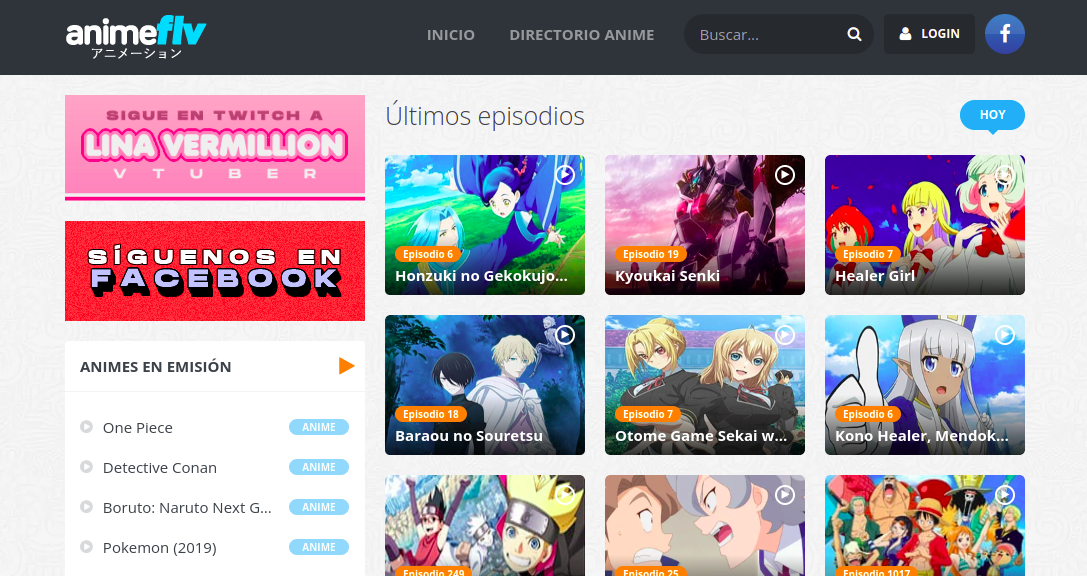 animeflv
アニメーション
INICIO
DIRECTORIO ANIME
Buscar...
LOGIN
f
SIGUE EN TWITCH A
LINA VERMILLION
VTUBER
SÍGUENOS EN
FACEBOOK
ANIMES EN EMISIÓN
One Piece ANIME
Detective Conan ANIME
Boruto: Naruto Next G... ANIME
Pokemon (2019) ANIME
Últimos episodios
HOY
Episodio 6
Honzuki no Gekokujo...
Episodio 19
Kyoukai Senki
Episodio 7
Healer Girl
Episodio 18
Baraou no Souretsu
Episodio 7
Otome Game Sekai w...
Episodio 6
Kono Healer, Mendok...
Episodio 249
Episodio 25
Episodio 1017